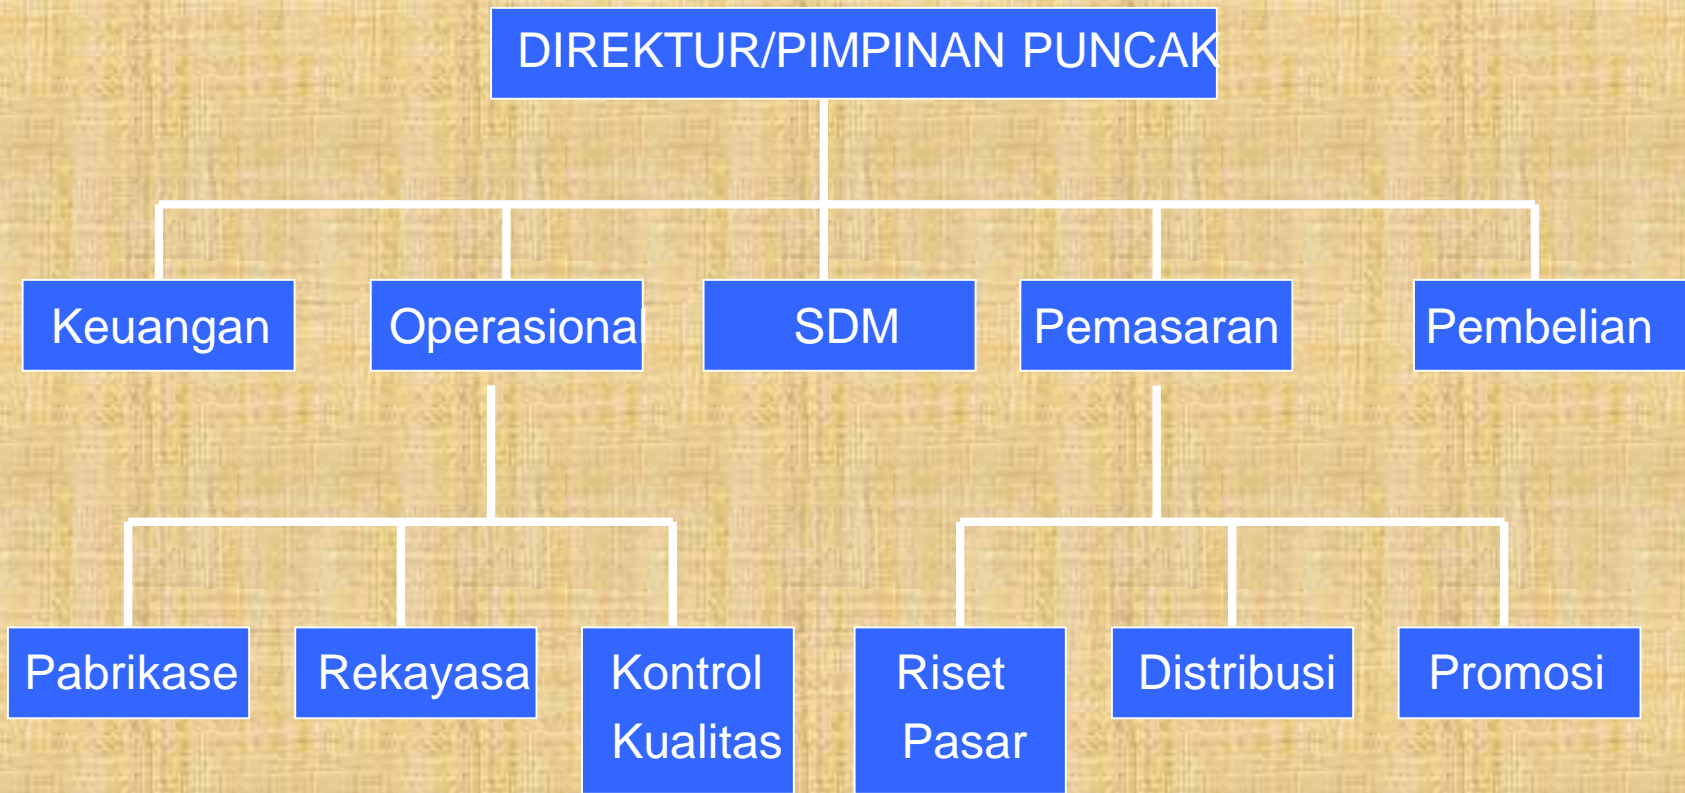 DIREKTUR/PIMPINAN PUNCAK
Keuangan
Operasional
SDM
Pemasaran
Pembelian
Pabrikase
Rekayasa
Kontrol
Kualitas
Riset
Pasar
Distribusi
Promosi